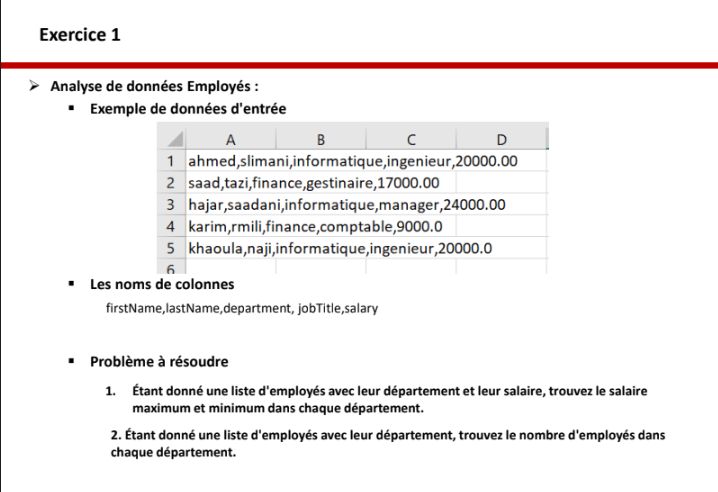 Exercice 1
➢ Analyse de données Employés :
▪ Exemple de données d'entrée
A B C D
1 ahmed,slimani,informatique,ingenieur,20000.00
2 saad,tazi,finance,gestinaire,17000.00
3 hajar,saadani,informatique,manager,24000.00
4 karim,rmili,finance,comptable,9000.0
5 khaoula,naji,informatique,ingenieur,20000.0
6
▪ Les noms de colonnes
firstName,lastName,department, jobTitle,salary
▪ Problème à résoudre
1. Étant donné une liste d'employés avec leur département et leur salaire, trouvez le salaire
maximum et minimum dans chaque département.
2. Étant donné une liste d'employés avec leur département, trouvez le nombre d'employés dans
chaque département.